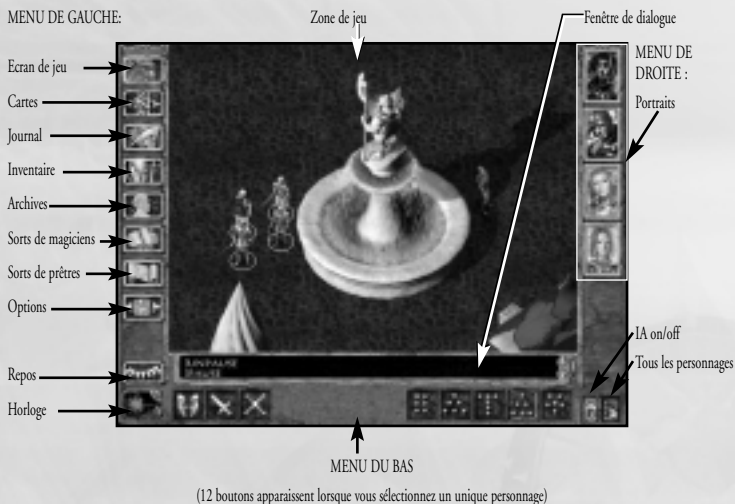 MENU DE GAUCHE:
Zone de jeu
Fenêtre de dialogue
Ecran de jeu
Cartes
Journal
Inventaire
Archives
Sorts de magiciens
Sorts de prêtres
Options
Repos
Horloge
MENU DE
DROITE :
Portraits
IA on/off
Tous les personnages
MENU DU BAS
(12 boutons apparaissent lorsque vous sélectionnez un unique personnage)